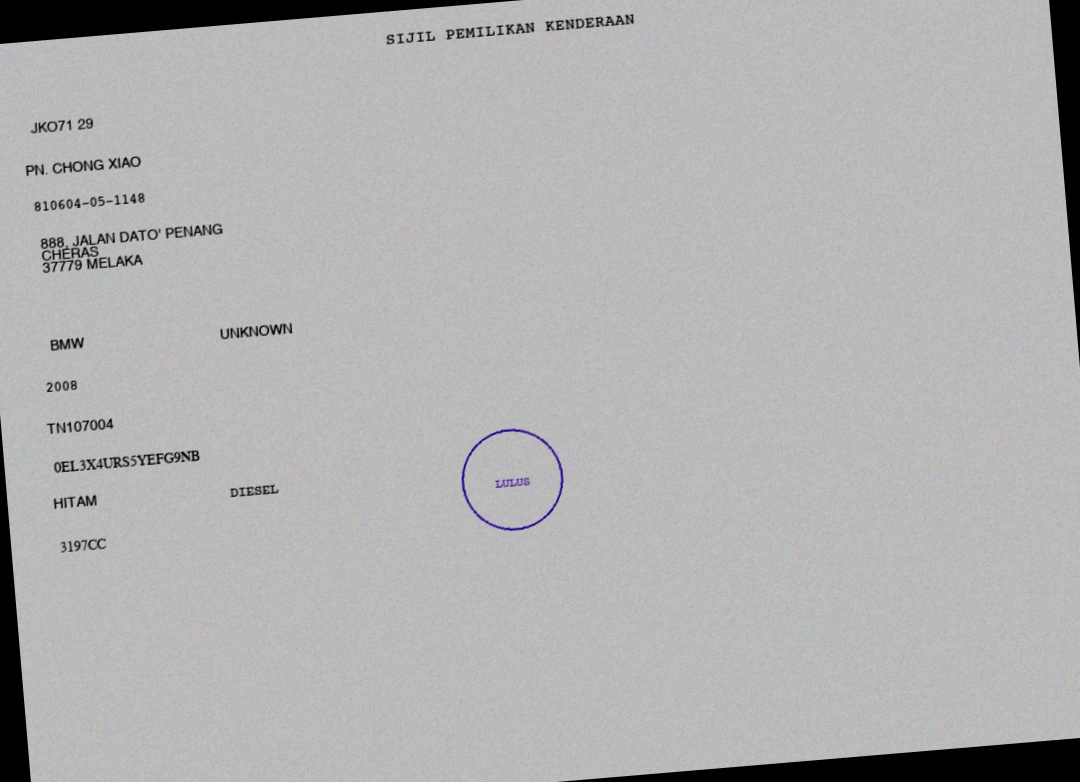 SIJIL PEMILIKAN KENDERAAN
JKO71 29
PN. CHONG XIAO
810604-05-1148
888, JALAN DATO' PENANG
CHERAS
37779 MELAKA
BMW UNKNOWN
2008
TN107004
0EL3X4URS5YEFG9NB
HITAM DIESEL
LULUS
3197CC